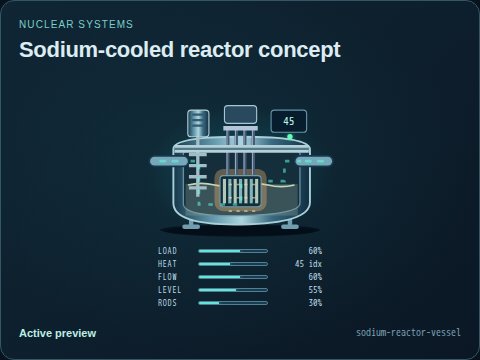 NUCLEAR SYSTEMS
Sodium-cooled reactor concept
45
LOAD 60%
HEAT 45 idx
FLOW 60%
LEVEL 55%
RODS 30%
Active preview
sodium-reactor-vessel